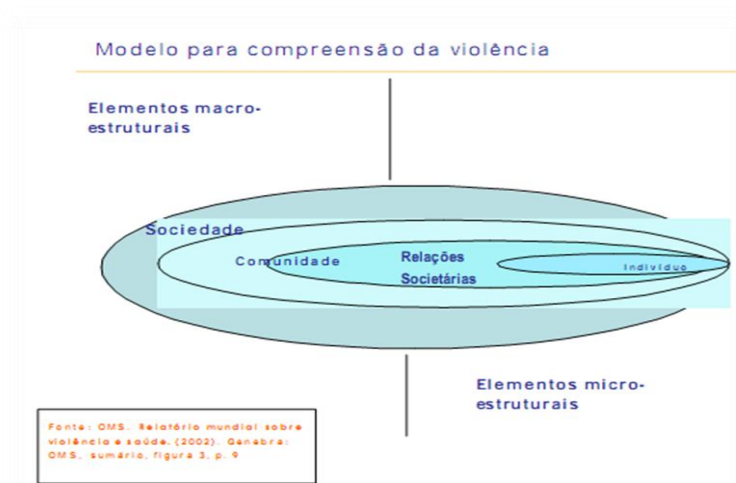 Modelo para compreensão da violência
Elementos macro-
estruturais
Sociedade
Comunidade
Relações
Societárias
Indivíduo
Elementos micro-
estruturais
Fonte: OMS. Relatório mundial sobre
violência e saúde. (2002). Genebra:
OMS, sumário, figura 3, p. 9